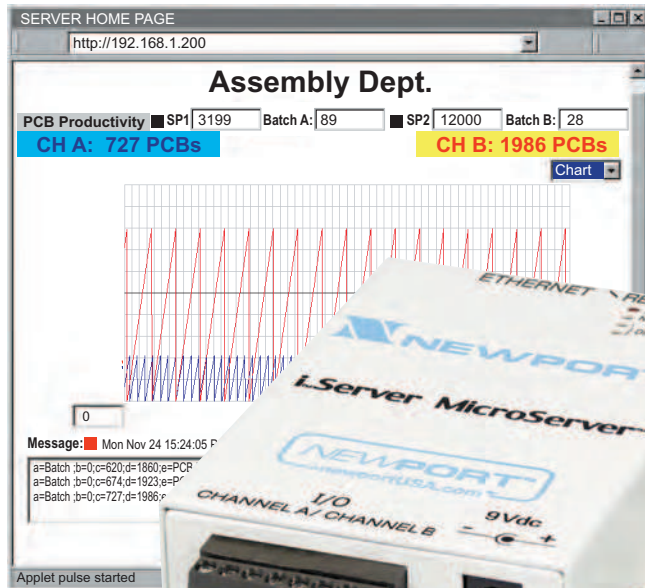 SERVER HOME PAGE
http://192.168.1.200
Assembly Dept.
PCB Productivity SP1 3199 Batch A: 89 SP2 12000 Batch B: 28
CH A: 727 PCBs CH B: 1986 PCBs
Chart
0
Message: Mon Nov 24 15:24:05
a=Batch ;b=0;c=620;d=1860;e=PCB
a=Batch ;b=0;c=674;d=1923;e=PC
a=Batch ;b=0;c=727;d=1986;e
Applet pulse started
ETHERNET
NEWPORT
i.Server MicroServer
NEWPORT
newportUSA.com
I/O
CHANNEL A / CHANNEL B
9Vdc
- +